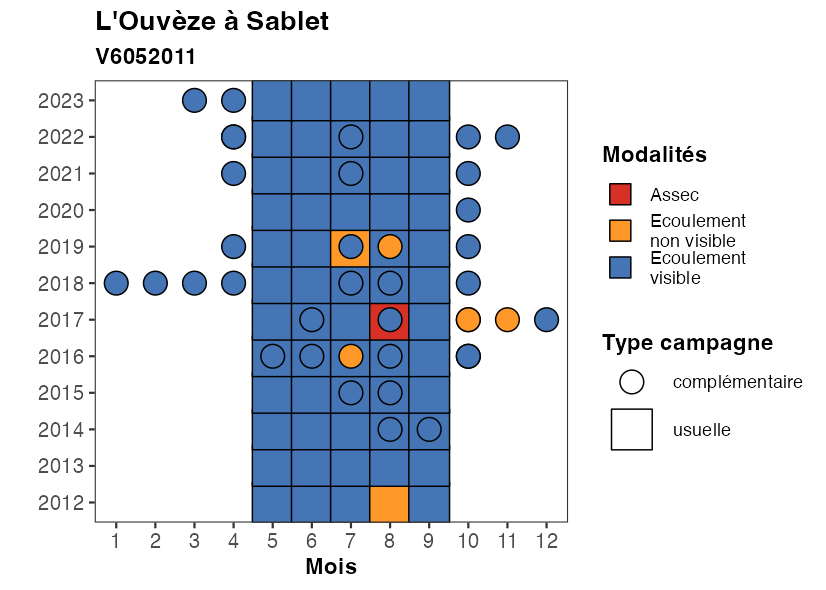 L'Ouvèze à Sablet
V6052011
2023
2022
2021
2020
2019
2018
2017
2016
2015
2014
2013
2012
1 2 3 4 5 6 7 8 9 10 11 12
Mois
Modalités
Assec
Ecoulement
non visible
Ecoulement
visible
Type campagne
complémentaire
usuelle